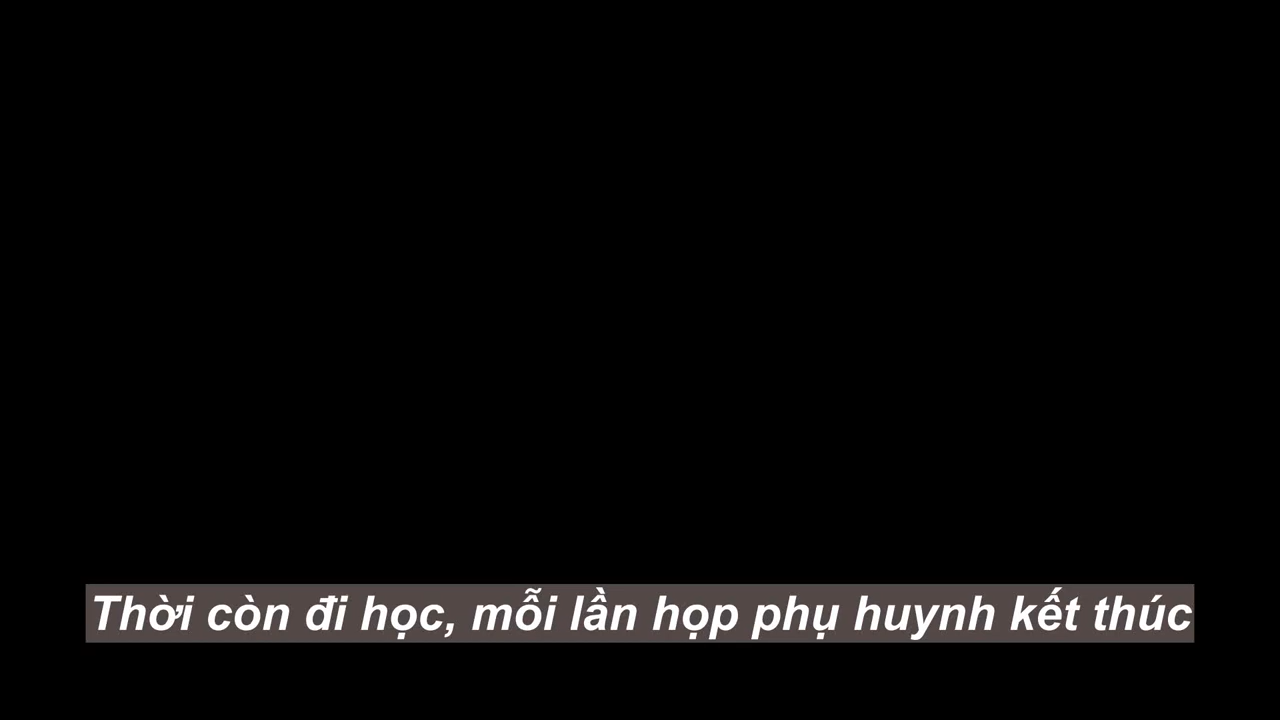 Thời còn đi học, mỗi lần họp phụ huynh kết thúc